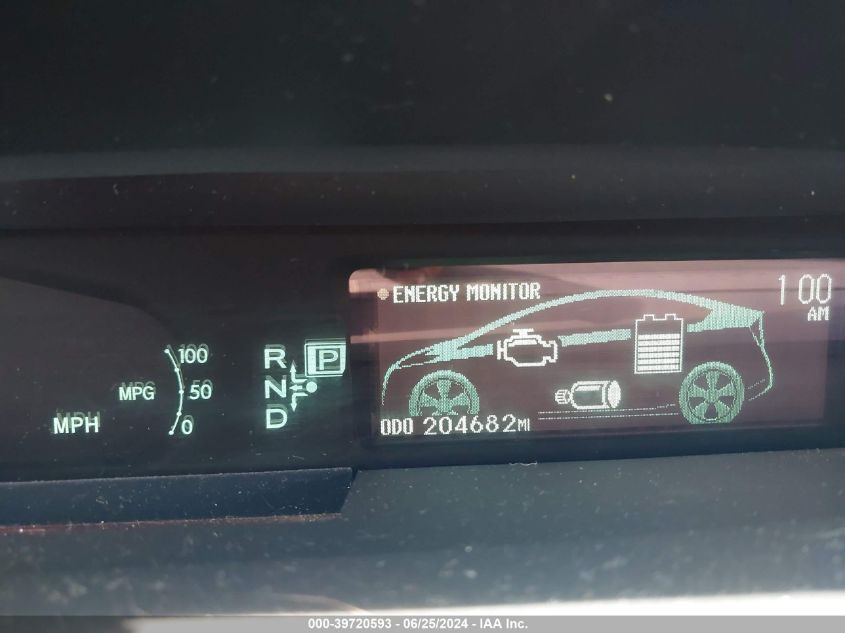 ENERGY MONITOR
1:00
AM
100
MPG
50
0
MPH
R
P
N
D
ODO 204682MI
000-39720593 - 06/25/2024 - IAA Inc.